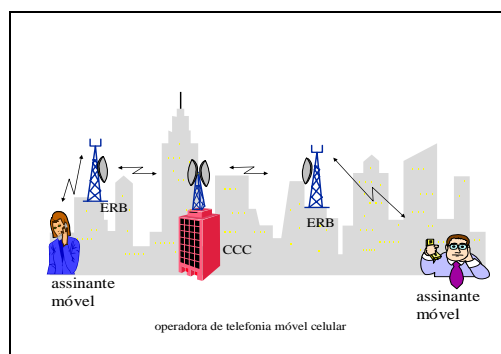 ERB
ERB
CCC
assinante
móvel
assinante
móvel
operadora de telefonia móvel celular